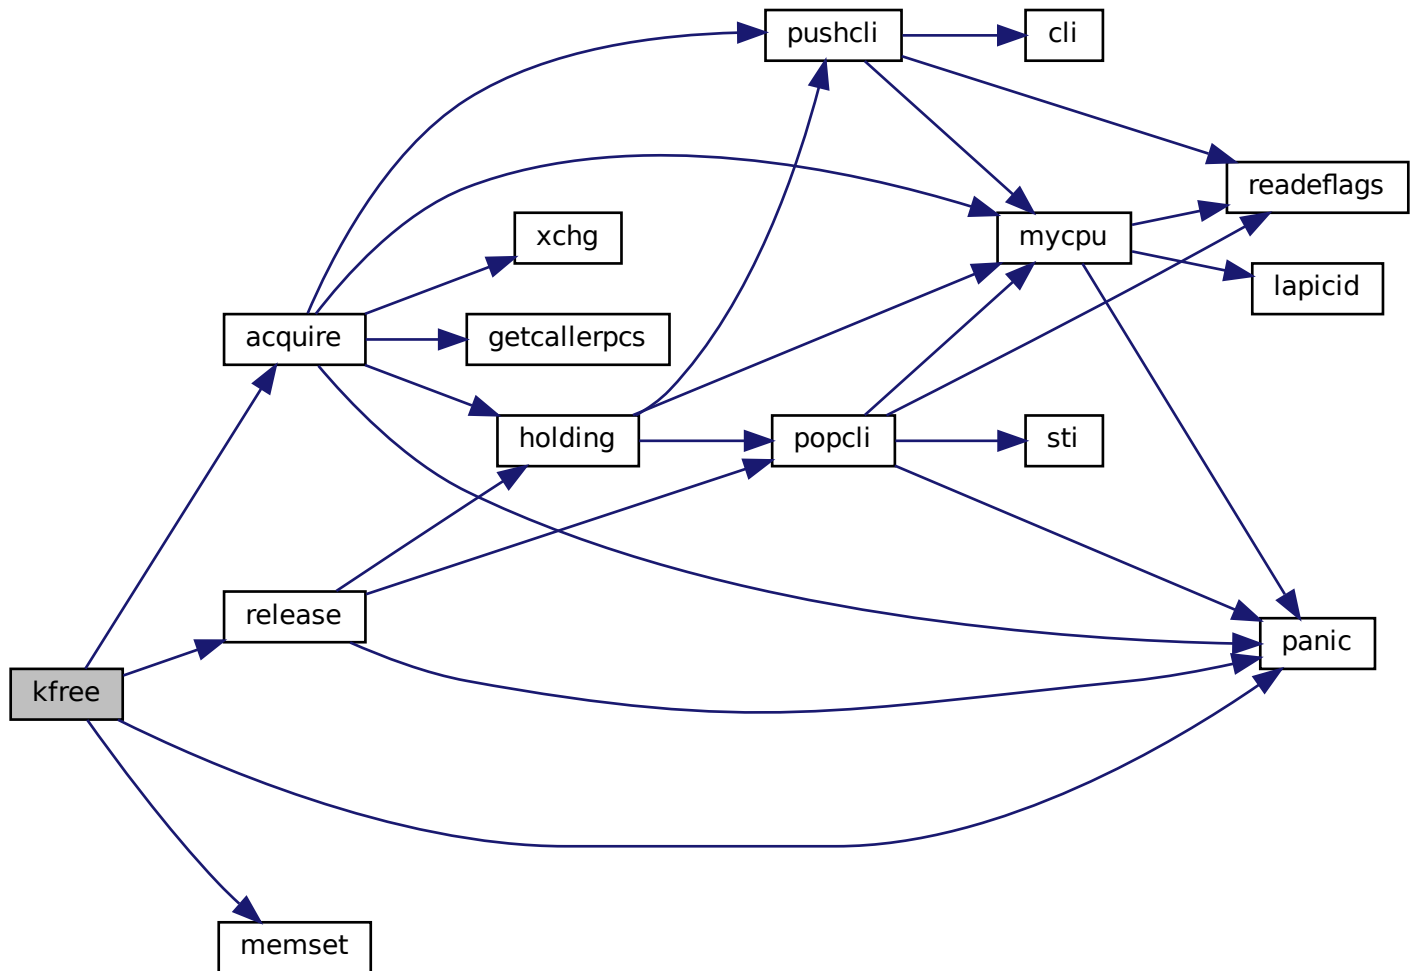 pushcli
cli
readeflags
xchg
mycpu
lapicid
acquire
getcallerpcs
holding
popcli
sti
release
panic
kfree
memset